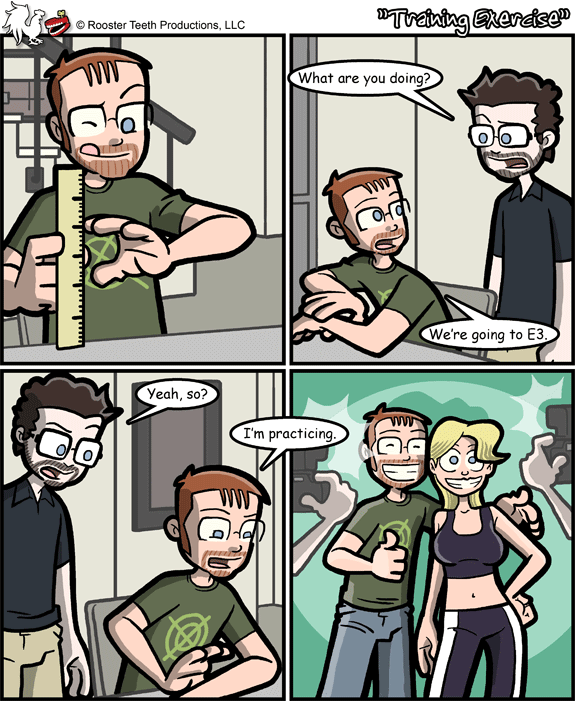 © Rooster Teeth Productions, LLC
"Training Exercise"
What are you doing?
We're going to E3.
Yeah, so?
I'm practicing.